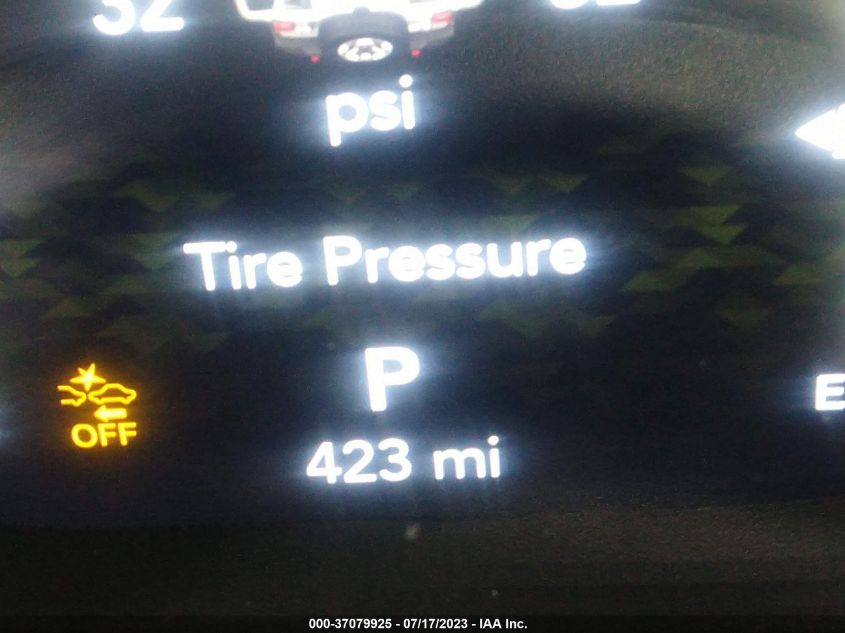 32
psi
Tire Pressure
P
E
OFF
423 mi
000-37079925 - 07/17/2023 - IAA Inc.